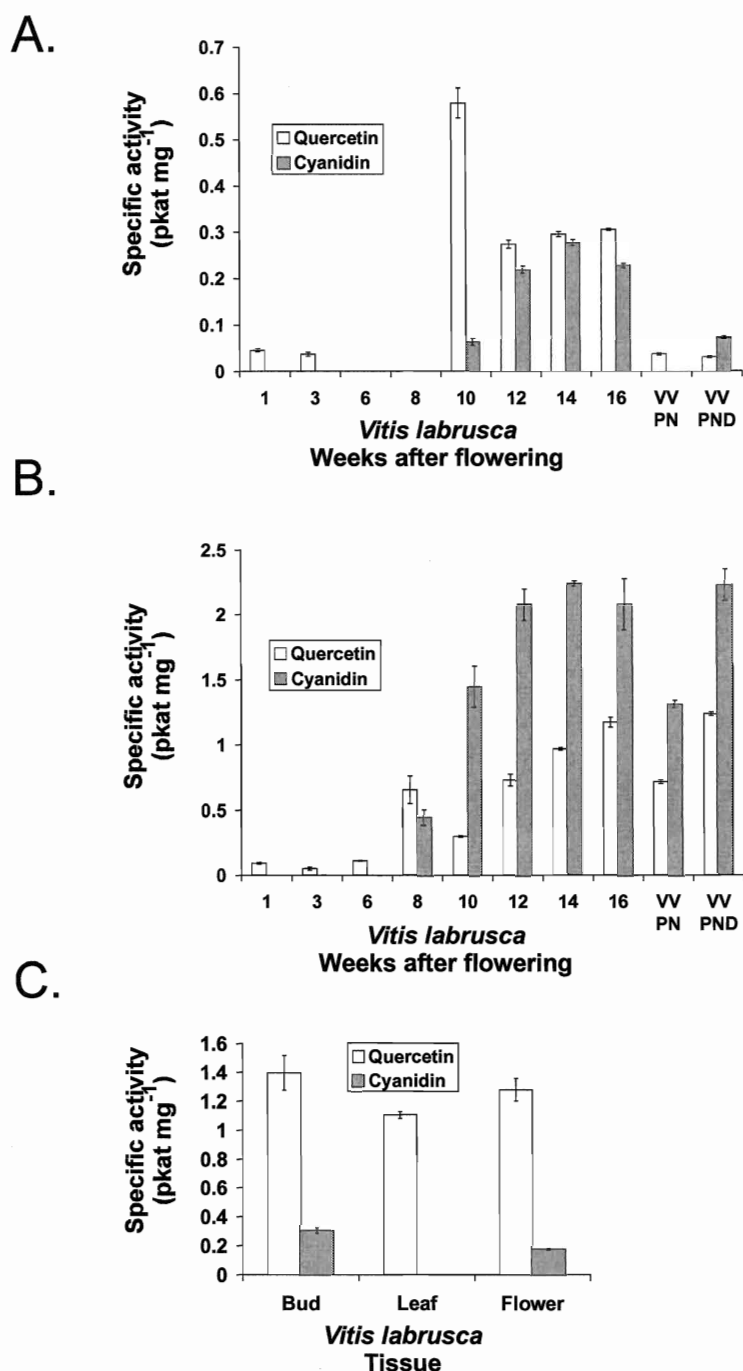 A.
Specific activity
(pkat mg-1)
0.7
0.6
0.5
0.4
0.3
0.2
0.1
0
Quercetin
Cyanidin
1 3 6 8 10 12 14 16 VV VV
PN PND
Vitis labrusca
Weeks after flowering
B.
Specific activity
(pkat mg-1)
2.5
2
1.5
1
0.5
0
Quercetin
Cyanidin
1 3 6 8 10 12 14 16 VV VV
PN PND
Vitis labrusca
Weeks after flowering
C.
Specific activity
(pkat mg-1)
1.6
1.4
1.2
1
0.8
0.6
0.4
0.2
0
Quercetin
Cyanidin
Bud Leaf Flower
Vitis labrusca
Tissue